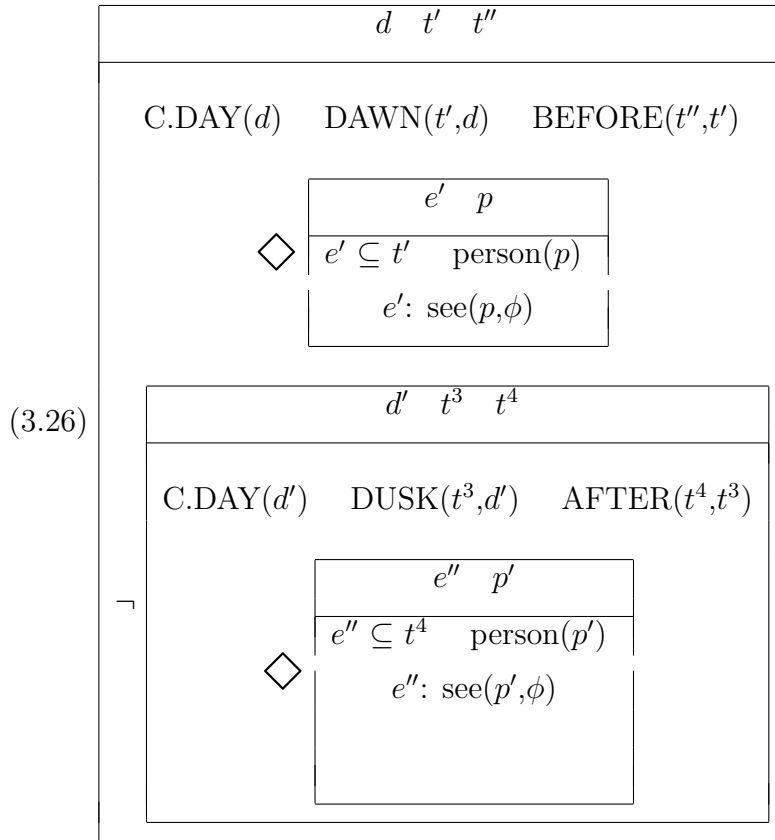 d t′ t″
C.DAY(d) DAWN(t′,d) BEFORE(t″,t′)
e′ p
◇ e′ ⊆ t′ person(p)
e′: see(p,ϕ)
(3.26)
d′ t³ t⁴
C.DAY(d′) DUSK(t³,d′) AFTER(t⁴,t³)
e″ p′
¬
e″ ⊆ t⁴ person(p′)
◇
e″: see(p′,ϕ)